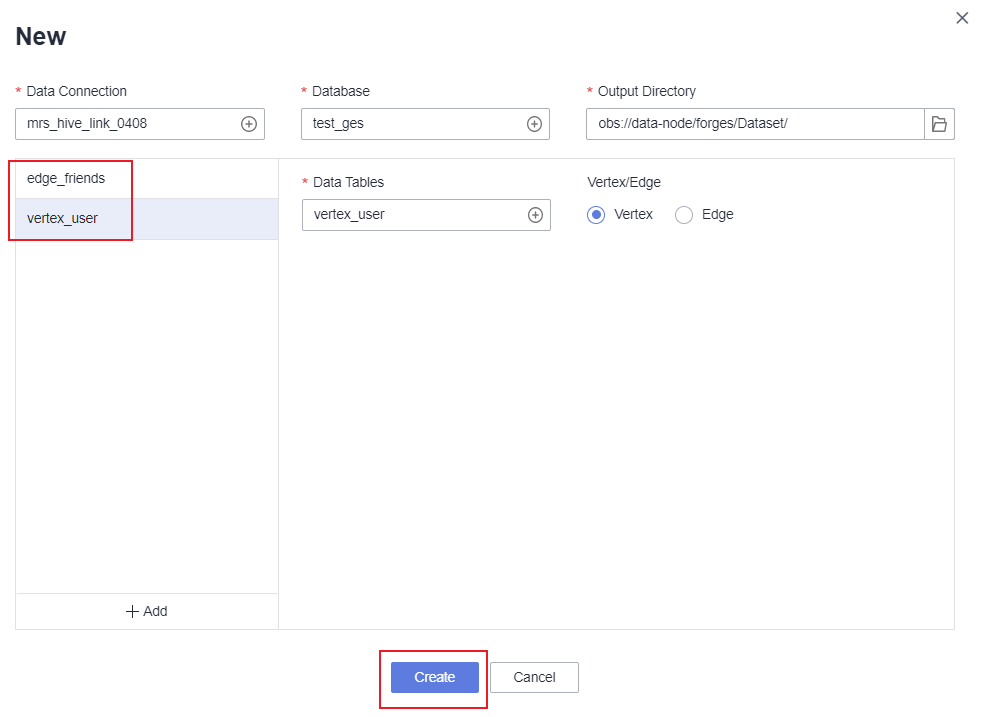 New
* Data Connection
* Database
* Output Directory
mrs_hive_link_0408
test_ges
obs://data-node/forges/Dataset/
edge_friends
vertex_user
* Data Tables
vertex_user
Vertex/Edge
Vertex
Edge
Add
Create
Cancel